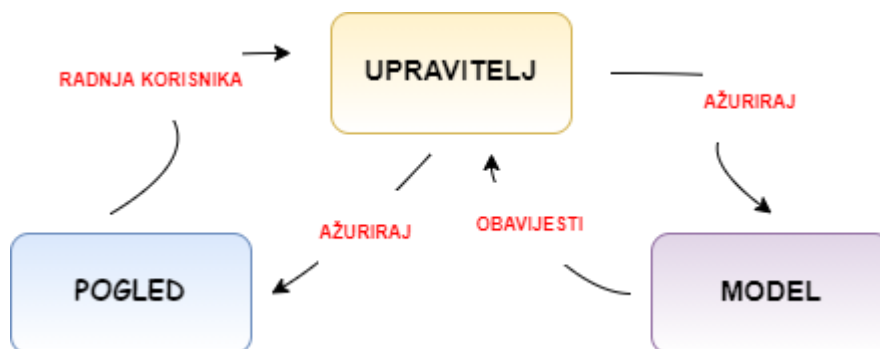 UPRAVITELJ
RADNJA KORISNIKA
AŽURIRAJ
AŽURIRAJ
OBAVIJESTI
POGLED
MODEL